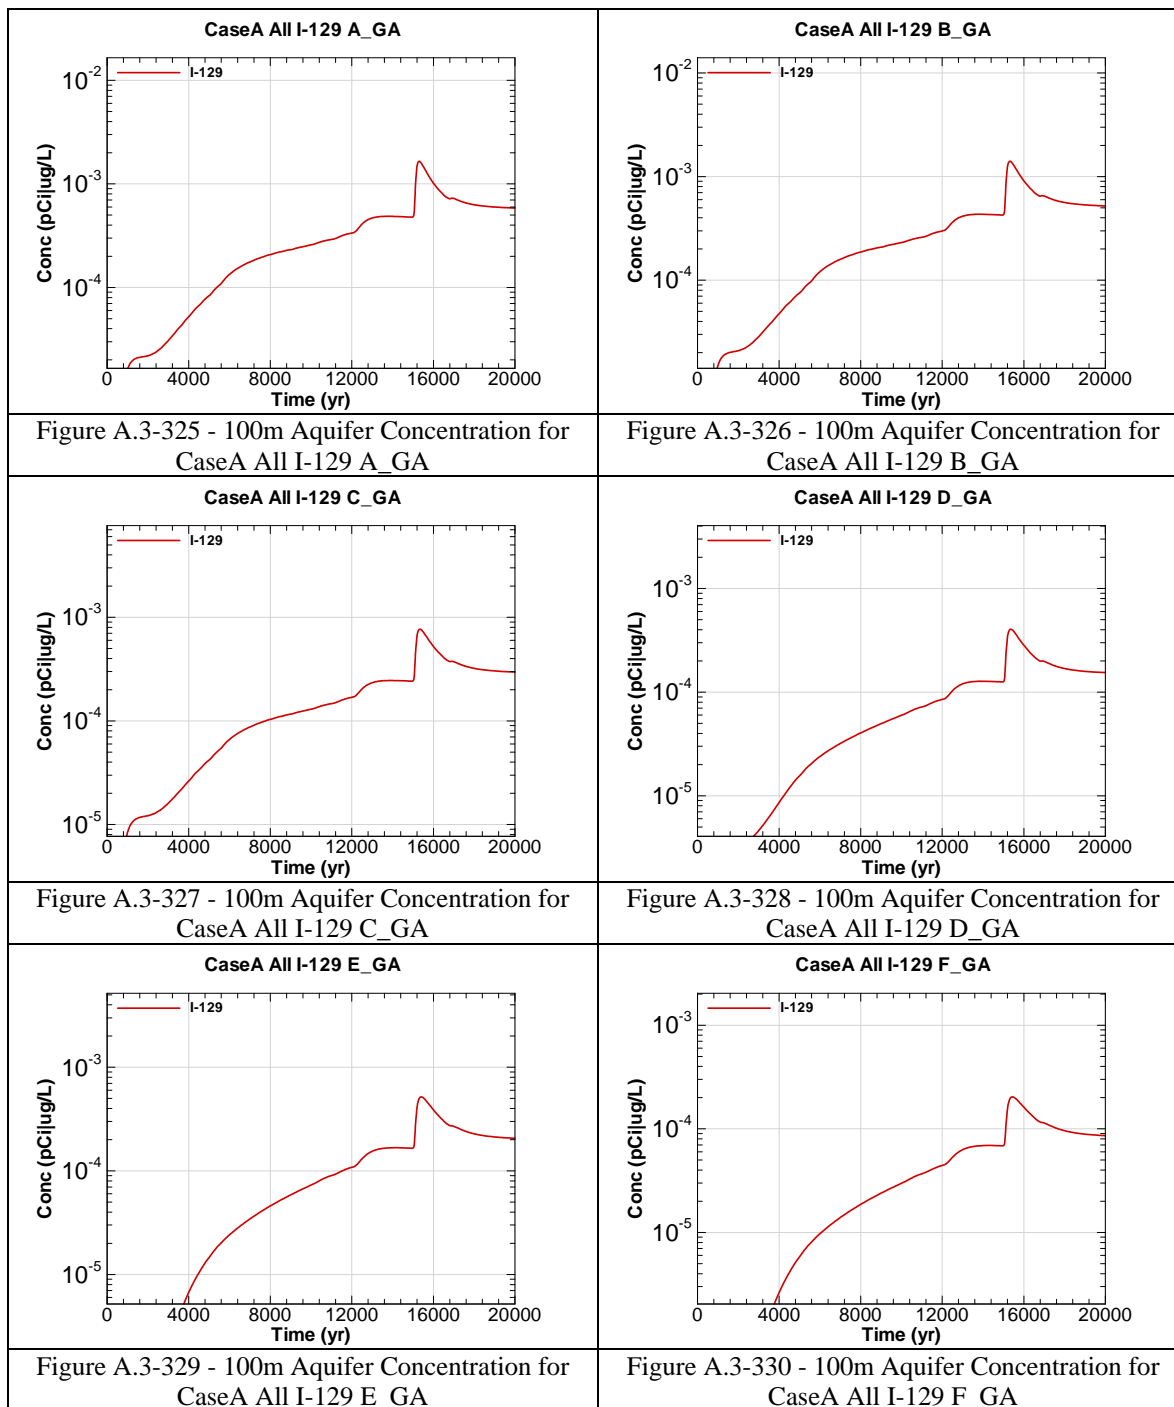 CaseA All I-129 A_GA
I-129
10-2
10-3
10-4
Conc (pCi|ug/L)
0 4000 8000 12000 16000 20000
Time (yr)
Figure A.3-325 - 100m Aquifer Concentration for
CaseA All I-129 A_GA
CaseA All I-129 B_GA
I-129
10-2
10-3
10-4
Conc (pCi|ug/L)
0 4000 8000 12000 16000 20000
Time (yr)
Figure A.3-326 - 100m Aquifer Concentration for
CaseA All I-129 B_GA
CaseA All I-129 C_GA
I-129
10-3
10-4
10-5
Conc (pCi|ug/L)
0 4000 8000 12000 16000 20000
Time (yr)
Figure A.3-327 - 100m Aquifer Concentration for
CaseA All I-129 C_GA
CaseA All I-129 D_GA
I-129
10-3
10-4
10-5
Conc (pCi|ug/L)
0 4000 8000 12000 16000 20000
Time (yr)
Figure A.3-328 - 100m Aquifer Concentration for
CaseA All I-129 D_GA
CaseA All I-129 E_GA
I-129
10-3
10-4
10-5
Conc (pCi|ug/L)
0 4000 8000 12000 16000 20000
Time (yr)
Figure A.3-329 - 100m Aquifer Concentration for
CaseA All I-129 E_GA
CaseA All I-129 F_GA
I-129
10-3
10-4
10-5
Conc (pCi|ug/L)
0 4000 8000 12000 16000 20000
Time (yr)
Figure A.3-330 - 100m Aquifer Concentration for
CaseA All I-129 F_GA